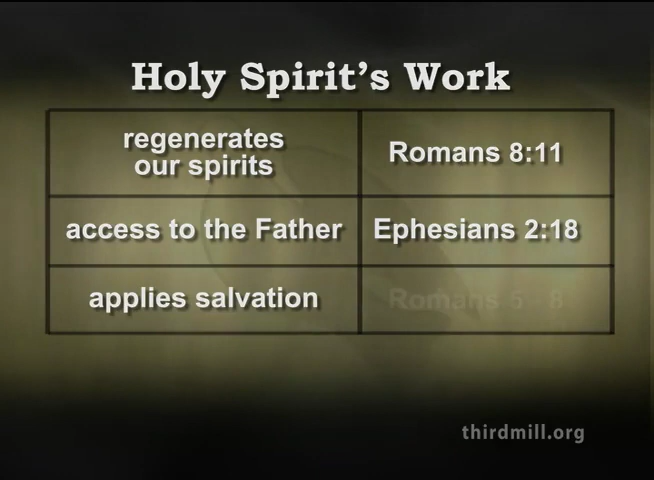 Holy Spirit's Work
regenerates
our spirits
Romans 8:11
access to the Father
Ephesians 2:18
applies salvation
Romans 5 - 8
thirdmill.org